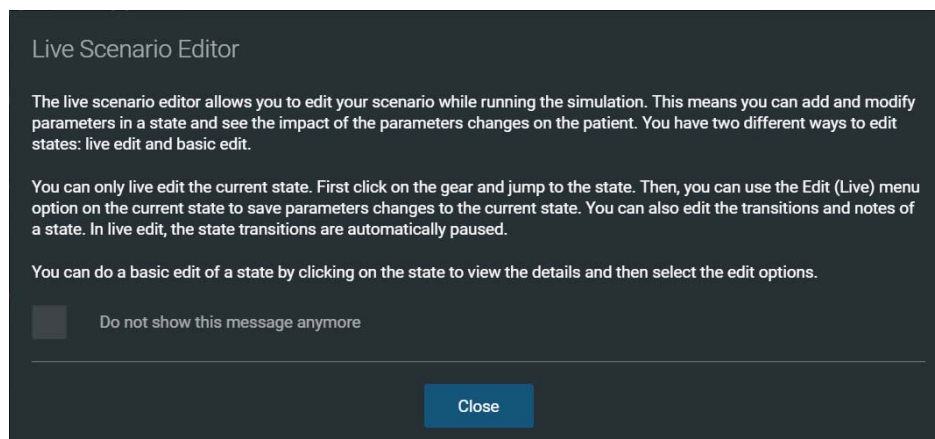 Live Scenario Editor
The live scenario editor allows you to edit your scenario while running the simulation. This means you can add and modify
parameters in a state and see the impact of the parameters changes on the patient. You have two different ways to edit
states: live edit and basic edit.
You can only live edit the current state. First click on the gear and jump to the state. Then, you can use the Edit (Live) menu
option on the current state to save parameters changes to the current state. You can also edit the transitions and notes of
a state. In live edit, the state transitions are automatically paused.
You can do a basic edit of a state by clicking on the state to view the details and then select the edit options.
Do not show this message anymore
Close